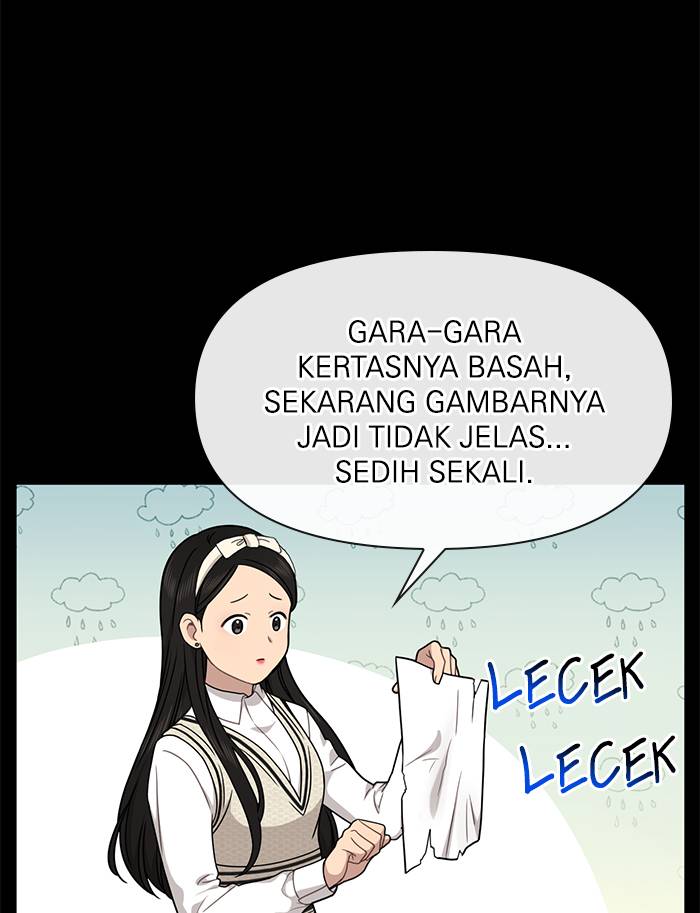 GARA-GARA
KERTASNYA BASAH,
SEKARANG GAMBARNYA
JADI TIDAK JELAS...
SEDIH SEKALI.
LECEK
LECEK